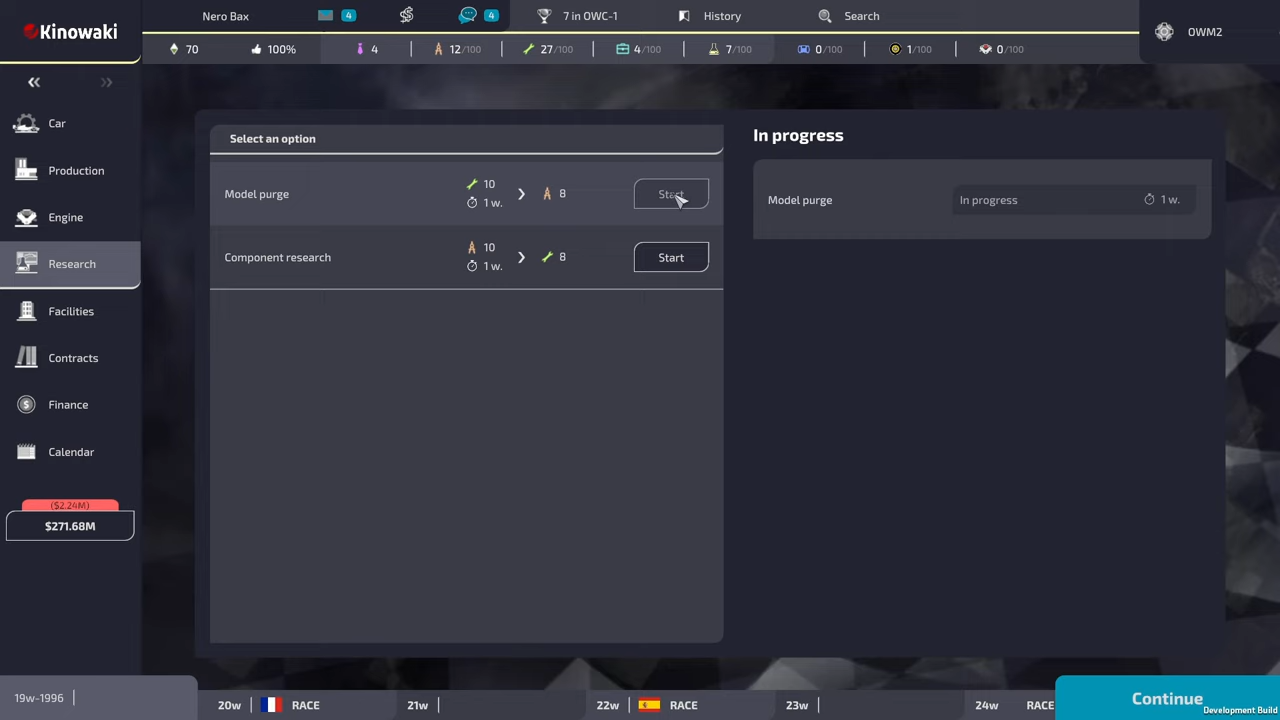 Kinowaki
Nero Bax
4
4
7 in OWC-1
History
Search
OWM2
70
100%
4
12/100
27/100
4/100
7/100
0/100
1/100
0/100
Car
Production
Engine
Research
Facilities
Contracts
Finance
Calendar
($2.24M)
$271.68M
Select an option
Model purge
10
1 w.
8
Start
Component research
10
1 w.
8
Start
In progress
Model purge
In progress
1 w.
19w-1996
20w
RACE
21w
22w
RACE
23w
24w
RACE
Continue
Development Build